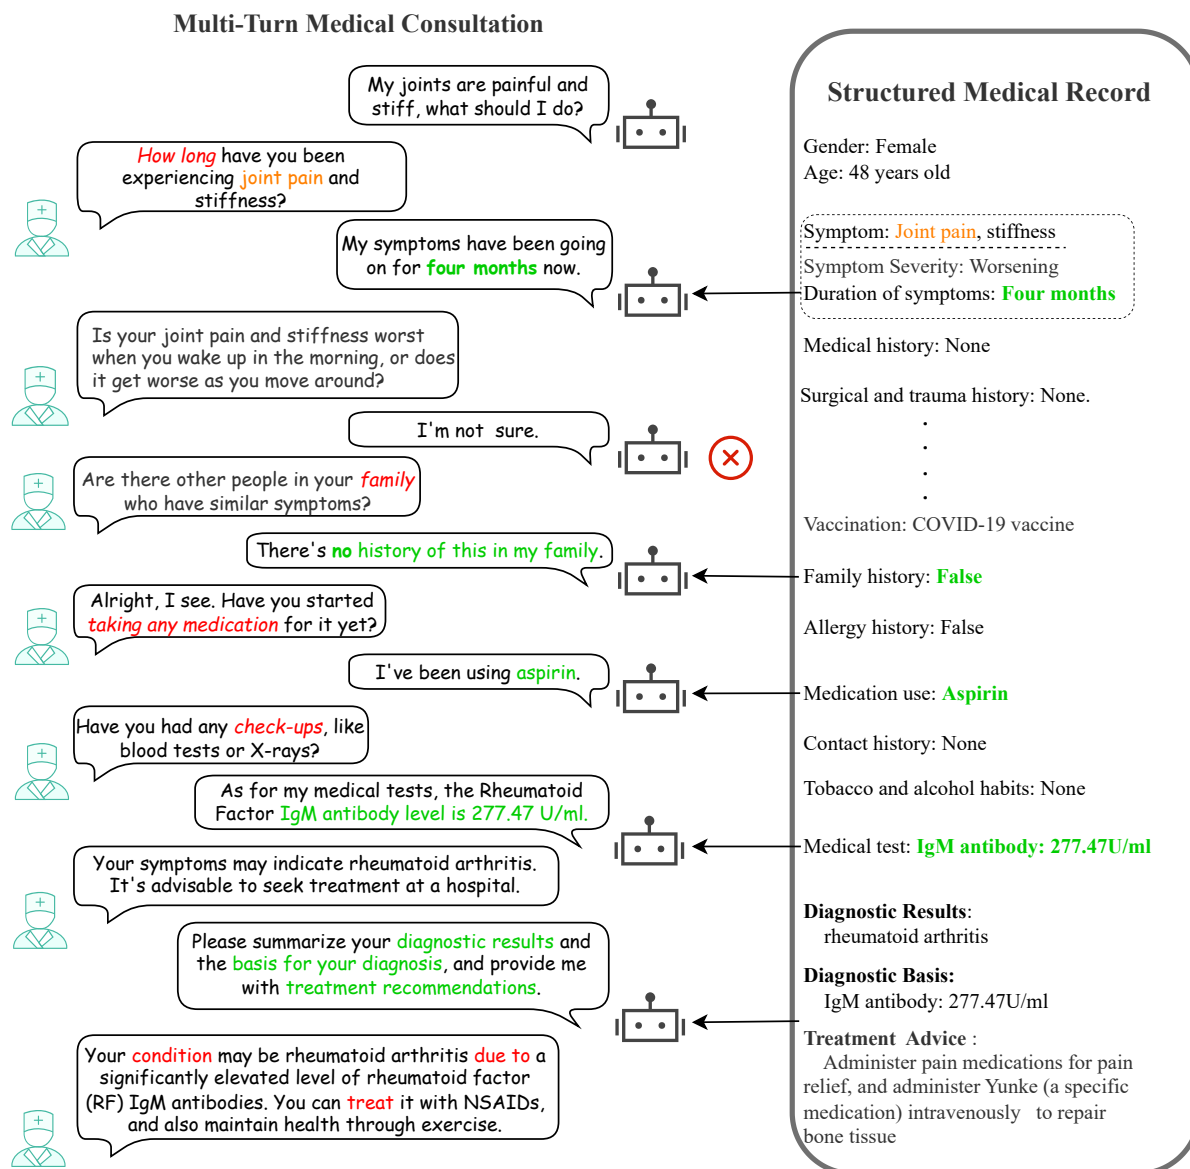 Multi-Turn Medical Consultation
My joints are painful and
stiff, what should I do?
How long have you been
experiencing joint pain and
stiffness?
My symptoms have been going
on for four months now.
Is your joint pain and stiffness worst
when you wake up in the morning, or does
it get worse as you move around?
I'm not sure.
Are there other people in your family
who have similar symptoms?
There's no history of this in my family.
Alright, I see. Have you started
taking any medication for it yet?
I've been using aspirin.
Have you had any check-ups, like
blood tests or X-rays?
As for my medical tests, the Rheumatoid
Factor IgM antibody level is 277.47 U/ml.
Your symptoms may indicate rheumatoid arthritis.
It's advisable to seek treatment at a hospital.
Please summarize your diagnostic results and
the basis for your diagnosis, and provide me
with treatment recommendations.
Your condition may be rheumatoid arthritis due to a
significantly elevated level of rheumatoid factor
(RF) IgM antibodies. You can treat it with NSAIDs,
and also maintain health through exercise.
Structured Medical Record
Gender: Female
Age: 48 years old
Symptom: Joint pain, stiffness
Symptom Severity: Worsening
Duration of symptoms: Four months
Medical history: None
Surgical and trauma history: None.
Vaccination: COVID-19 vaccine
Family history: False
Allergy history: False
Medication use: Aspirin
Contact history: None
Tobacco and alcohol habits: None
Medical test: IgM antibody: 277.47U/ml
Diagnostic Results:
rheumatoid arthritis
Diagnostic Basis:
IgM antibody: 277.47U/ml
Treatment Advice :
Administer pain medications for pain
relief, and administer Yunke (a specific
medication) intravenously to repair
bone tissue